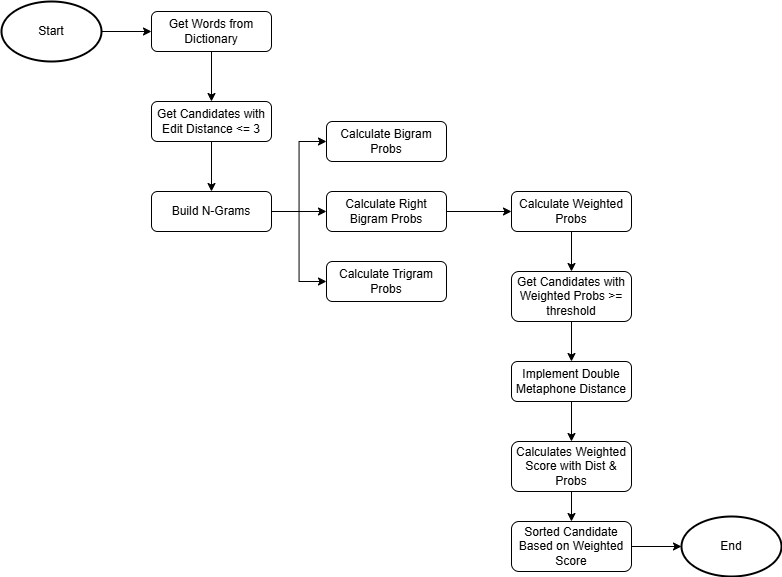 Start
Get Words from
Dictionary
Get Candidates with
Edit Distance <= 3
Build N-Grams
Calculate Bigram
Probs
Calculate Right
Bigram Probs
Calculate Trigram
Probs
Calculate Weighted
Probs
Get Candidates with
Weighted Probs >=
threshold
Implement Double
Metaphone Distance
Calculates Weighted
Score with Dist &
Probs
Sorted Candidate
Based on Weighted
Score
End